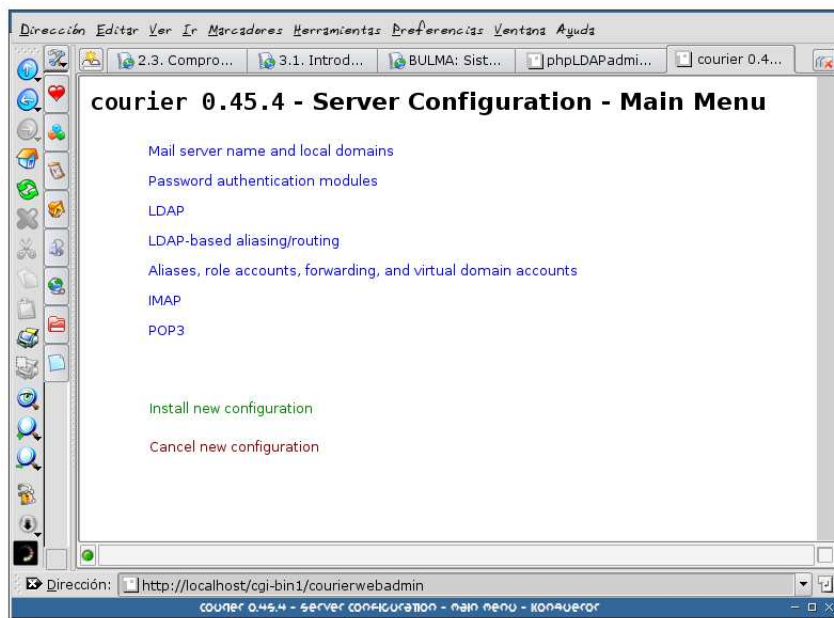 Dirección Editar Ver Ir Marcadores Herramientas Preferencias Ventana Ayuda
2.3. Compro... 3.1. Introd... BULMA: Sist... phpLDAPadmi... courier 0.4...
courier 0.45.4 - Server Configuration - Main Menu
Mail server name and local domains
Password authentication modules
LDAP
LDAP-based aliasing/routing
Aliases, role accounts, forwarding, and virtual domain accounts
IMAP
POP3
Install new configuration
Cancel new configuration
Dirección: http://localhost/cgi-bin1/courierwebadmin
courier 0.45.4 - Server Configuration - Main Menu - Konqueror